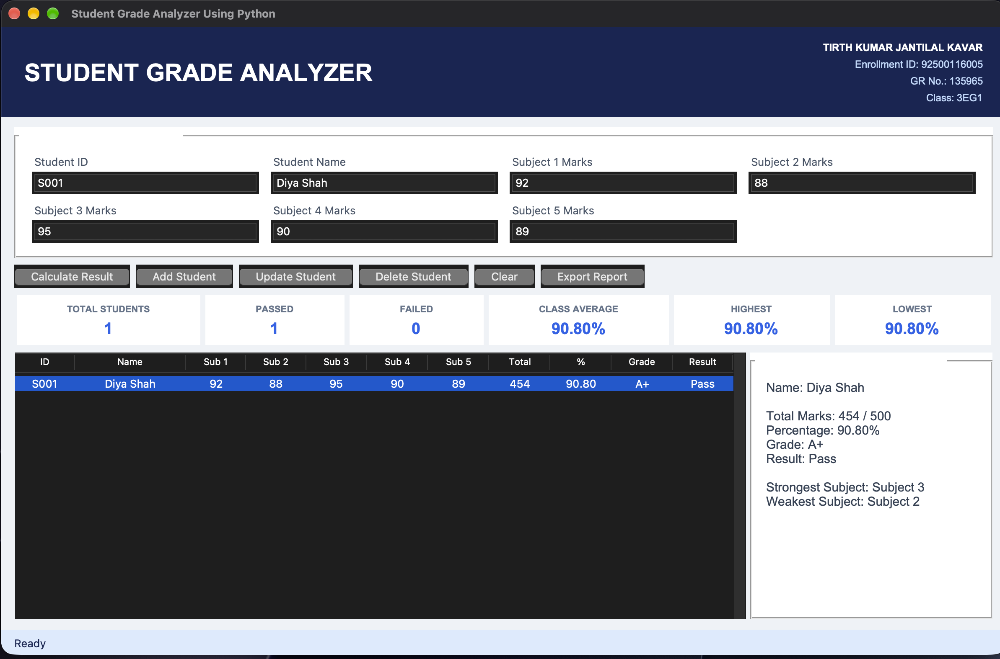 Student Grade Analyzer Using Python
STUDENT GRADE ANALYZER
TIRTH KUMAR JANTILAL KAVAR
Enrollment ID: 92500116005
GR No.: 135965
Class: 3EG1
Student ID Student Name Subject 1 Marks Subject 2 Marks
S001 Diya Shah 92 88
Subject 3 Marks Subject 4 Marks Subject 5 Marks
95 90 89
Calculate Result Add Student Update Student Delete Student Clear Export Report
TOTAL STUDENTS PASSED FAILED CLASS AVERAGE HIGHEST LOWEST
1 1 0 90.80% 90.80% 90.80%
ID Name Sub 1 Sub 2 Sub 3 Sub 4 Sub 5 Total % Grade Result
S001 Diya Shah 92 88 95 90 89 454 90.80 A+ Pass
Name: Diya Shah
Total Marks: 454 / 500
Percentage: 90.80%
Grade: A+
Result: Pass
Strongest Subject: Subject 3
Weakest Subject: Subject 2
Ready